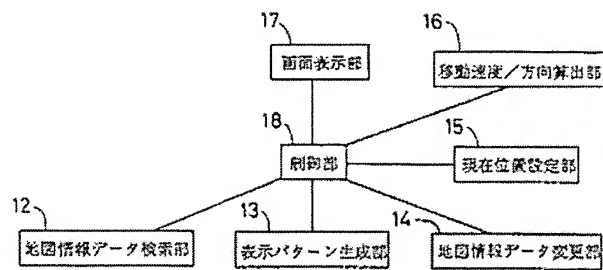 17
画面表示部
16
移動速度／方向算出部
18
制御部
15
現在位置設定部
12
地図情報データ検索部
13
表示パターン生成部
14
地図情報データ変更部